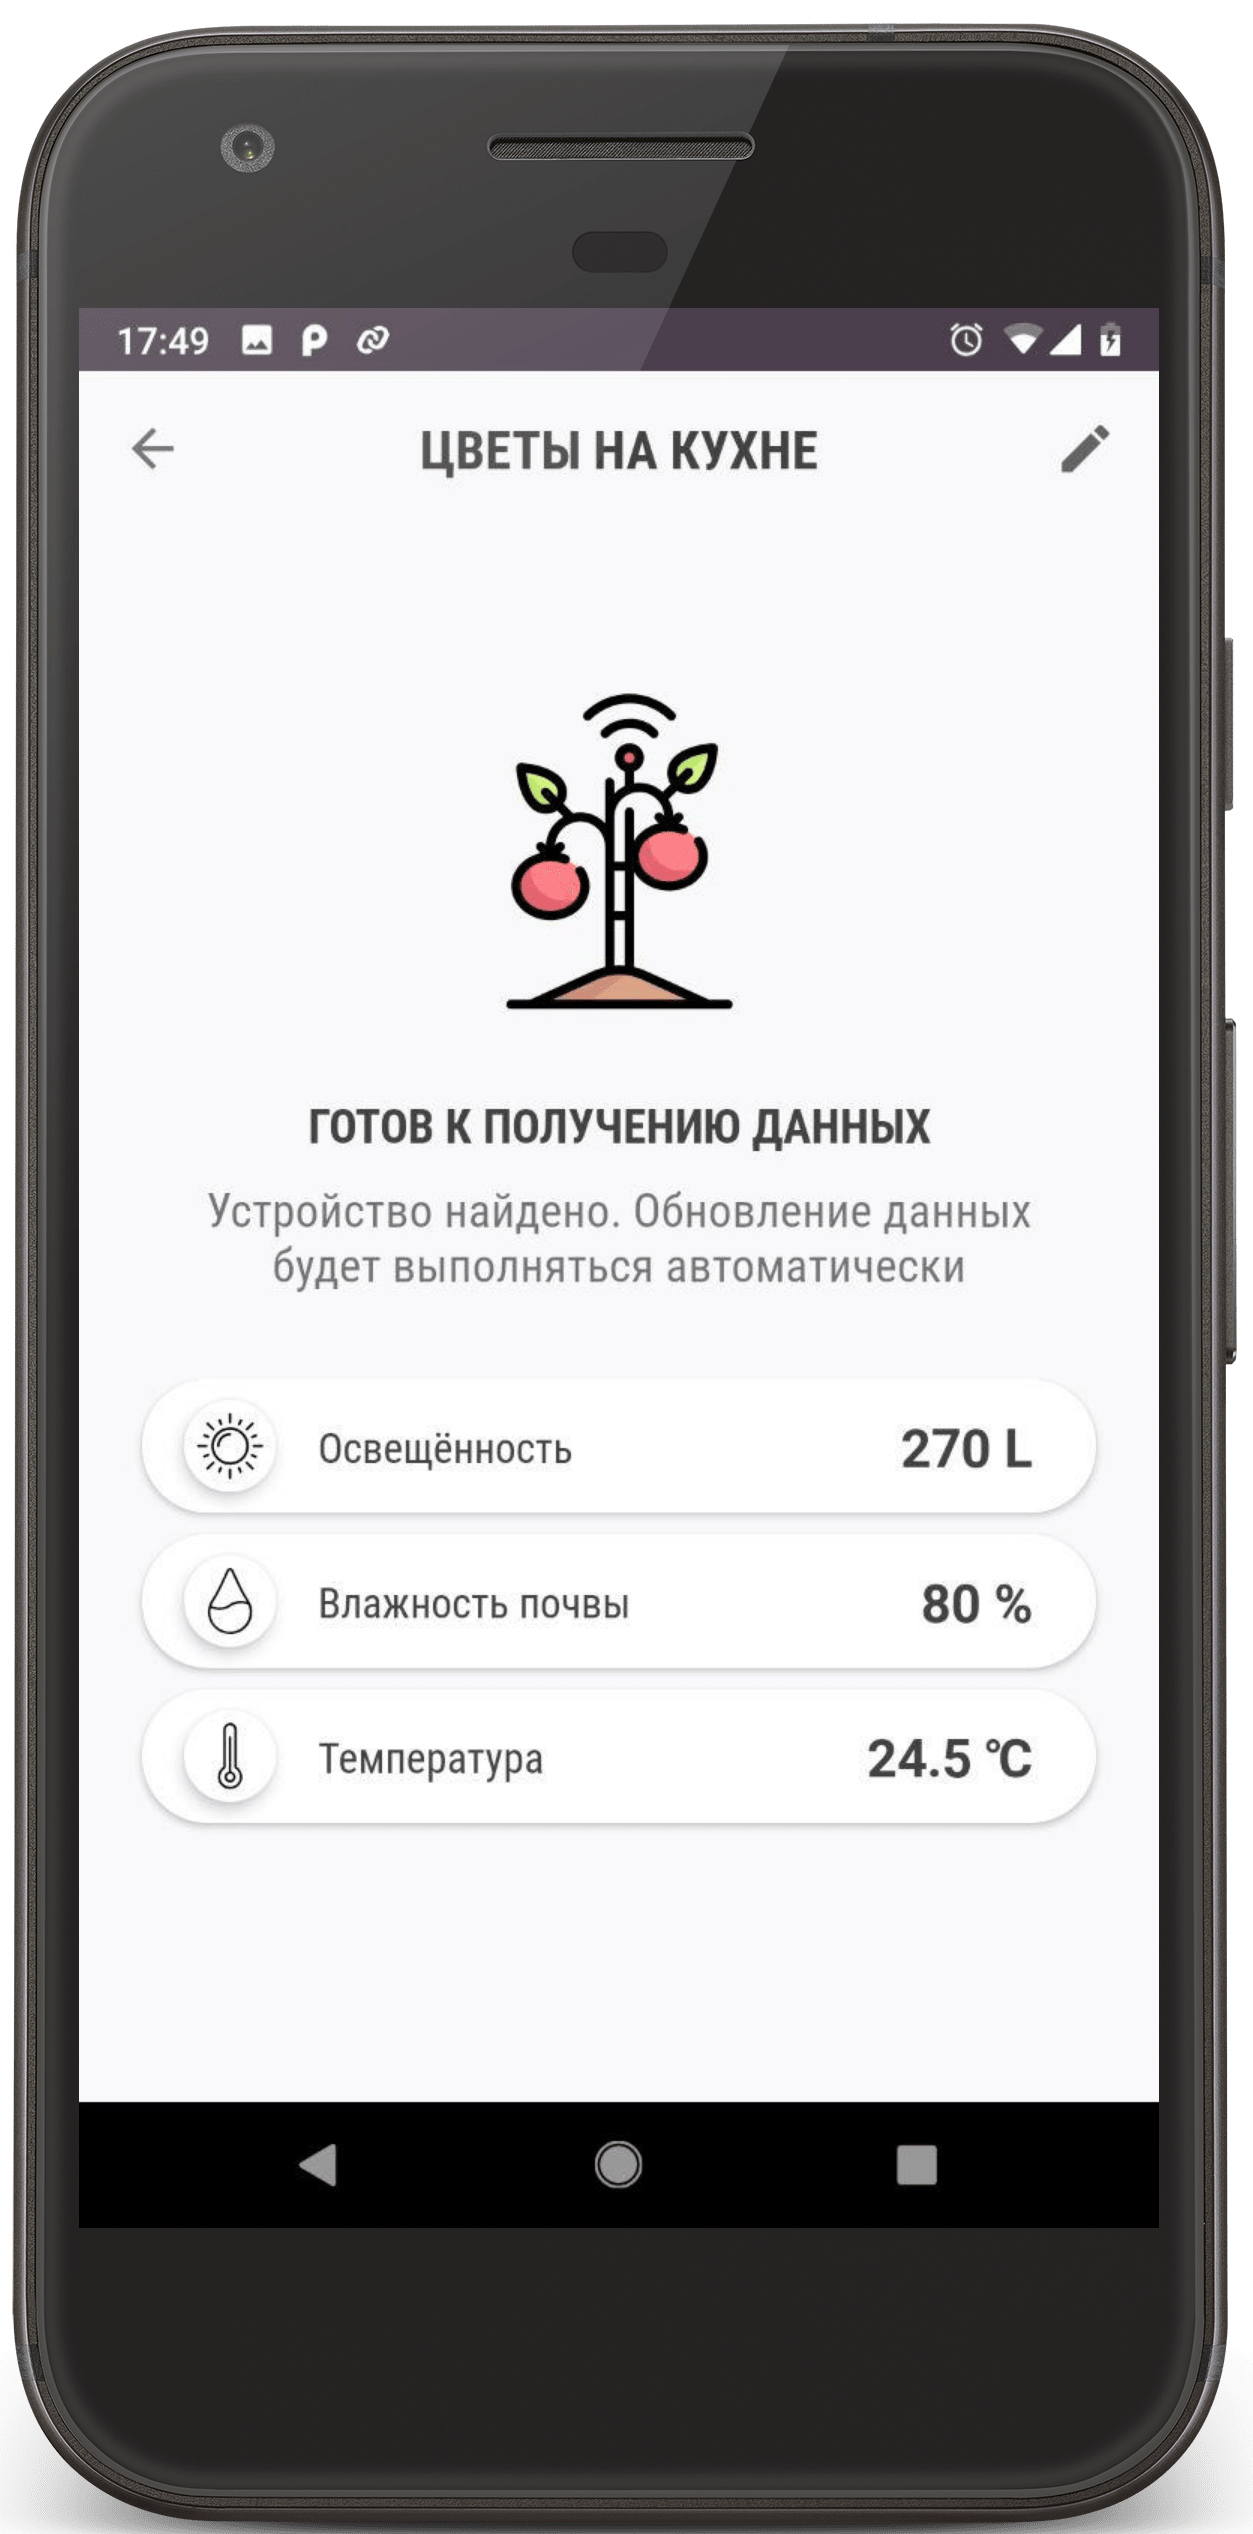 17:49
ЦВЕТЫ НА КУХНЕ
ГОТОВ К ПОЛУЧЕНИЮ ДАННЫХ
Устройство найдено. Обновление данных
будет выполняться автоматически
Освещённость 270 L
Влажность почвы 80 %
Температура 24.5 °C